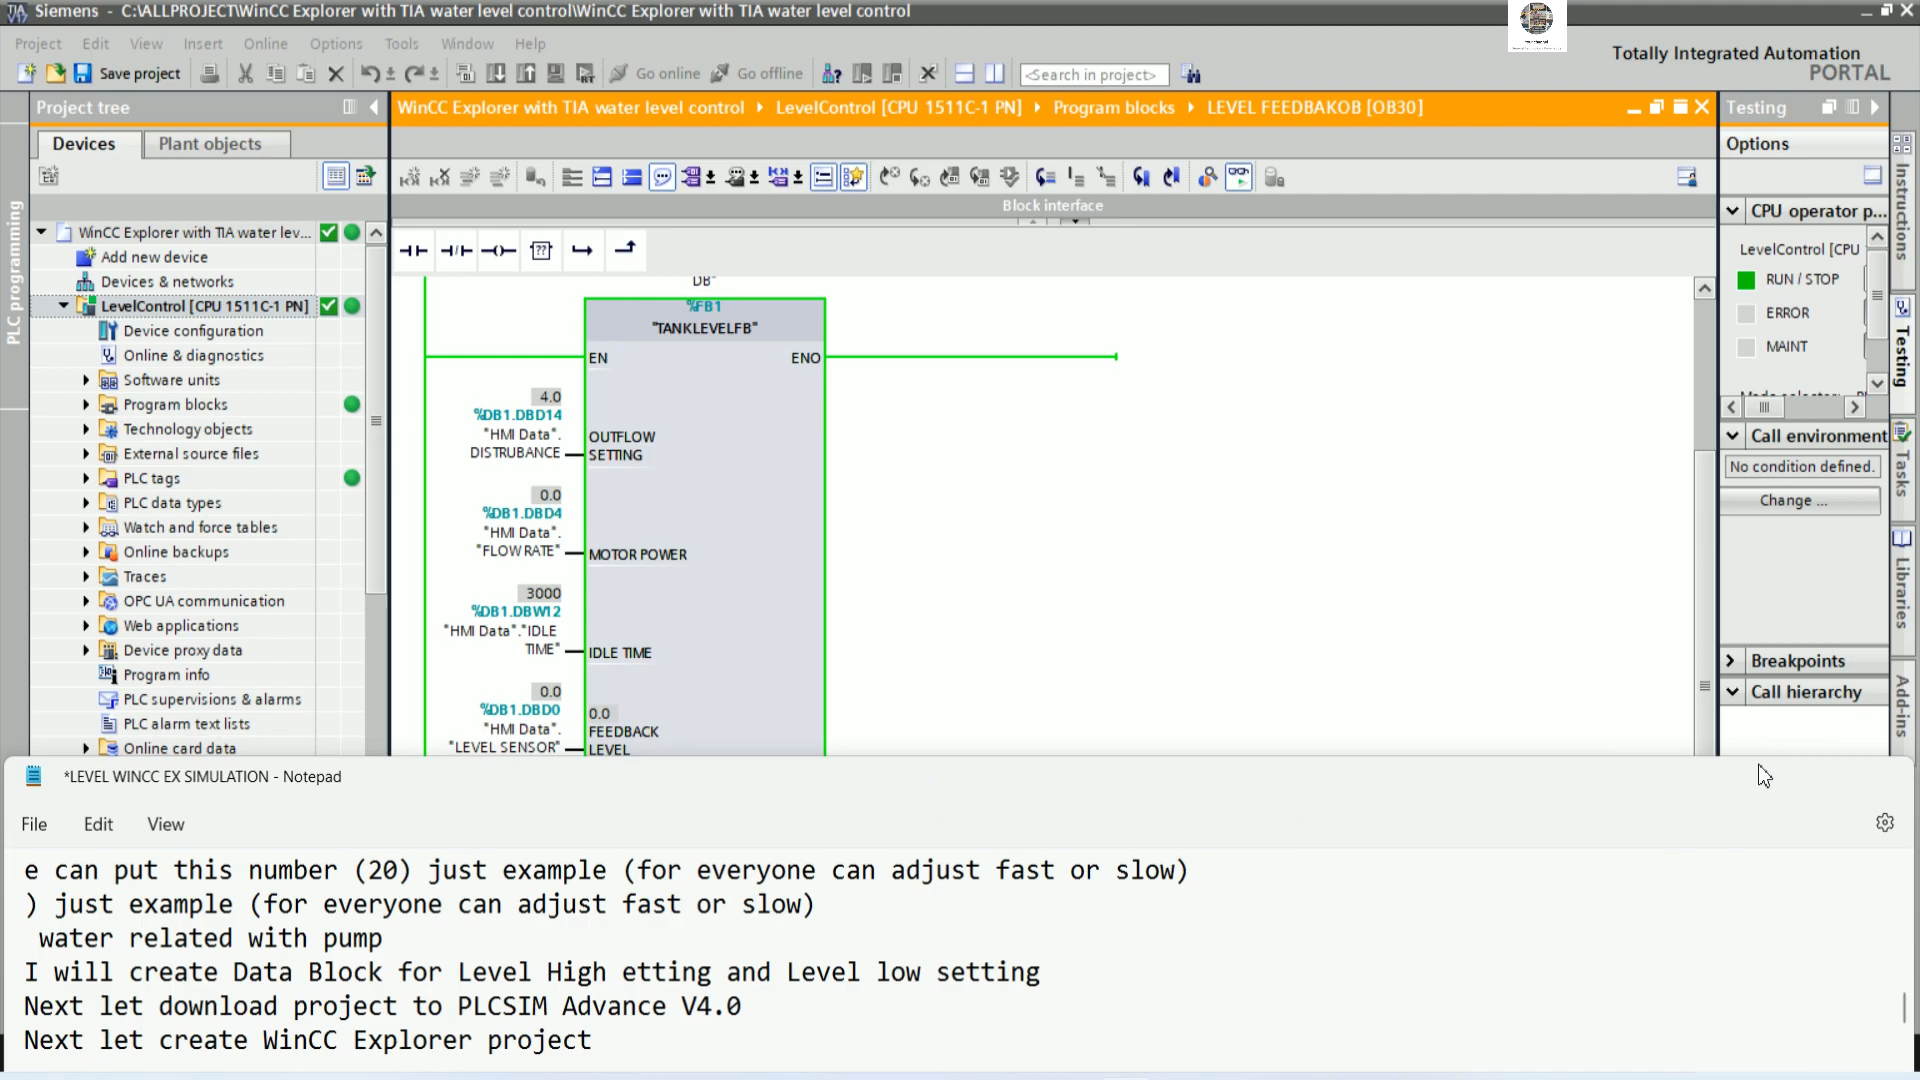 Siemens - C:\ALLPROJECT\WinCC Explorer with TIA water level control\WinCC Explorer with TIA water level control
Project Edit View Insert Online Options Tools Window Help
Totally Integrated Automation
PORTAL
Save project
Go online
Go offline
<Search in project>
Project tree
WinCC Explorer with TIA water level control
LevelControl [CPU 1511C-1 PN]
Program blocks
LEVEL FEEDBAKOB [OB30]
Testing
Devices
Plant objects
Options
Block interface
PLC programming
WinCC Explorer with TIA water lev...
Add new device
Devices & networks
LevelControl [CPU 1511C-1 PN]
Device configuration
Online & diagnostics
Software units
Program blocks
Technology objects
External source files
PLC tags
PLC data types
Watch and force tables
Online backups
Traces
OPC UA communication
Web applications
Device proxy data
Program info
PLC supervisions & alarms
PLC alarm text lists
Online card data
??
DB"
%FB1
"TANKLEVELFB"
EN
ENO
4.0
%DB1.DBD14
"HMI Data".
DISTRUBANCE
OUTFLOW
SETTING
0.0
%DB1.DBD4
"HMI Data".
"FLOW RATE"
MOTOR POWER
3000
%DB1.DBW12
"HMI Data"."IDLE
TIME"
IDLE TIME
0.0
%DB1.DBD0
"HMI Data".
"LEVEL SENSOR"
0.0
FEEDBACK
LEVEL
CPU operator p...
LevelControl [CPU
RUN / STOP
ERROR
MAINT
Call environment
No condition defined.
Change ...
Breakpoints
Call hierarchy
Instructions
Testing
Tasks
Libraries
Add-ins
*LEVEL WINCC EX SIMULATION - Notepad
File Edit View
e can put this number (20) just example (for everyone can adjust fast or slow)
) just example (for everyone can adjust fast or slow)
water related with pump
I will create Data Block for Level High etting and Level low setting
Next let download project to PLCSIM Advance V4.0
Next let create WinCC Explorer project